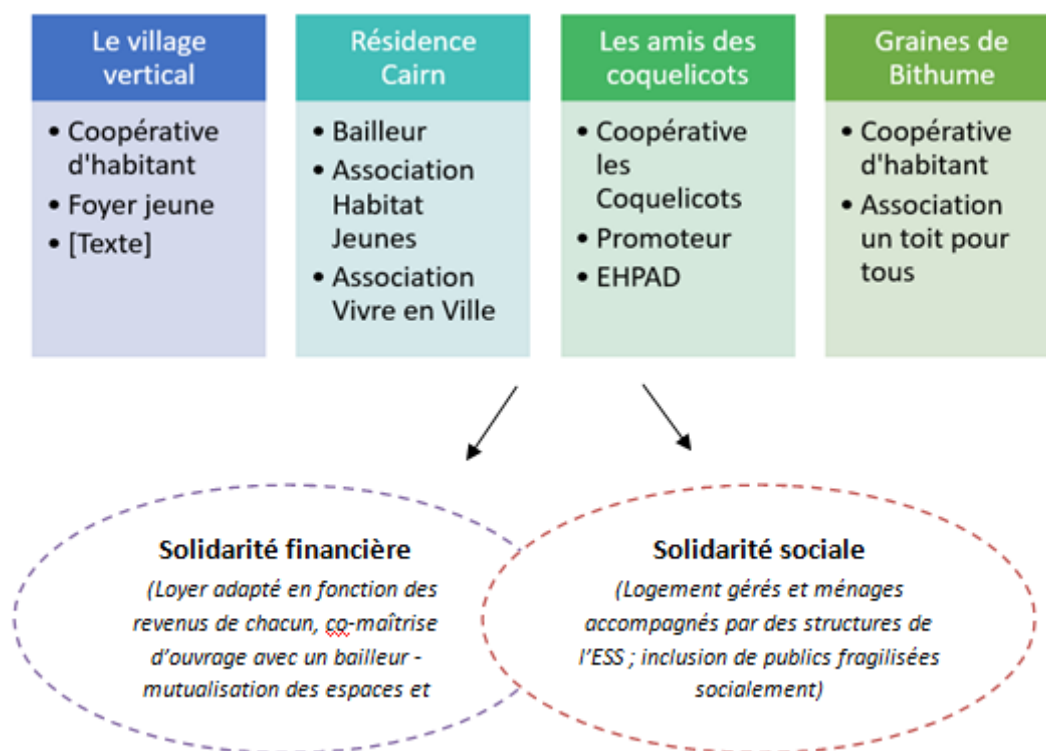 Le village
vertical
• Coopérative
d'habitant
• Foyer jeune
• [Texte]
Résidence
Cairn
• Bailleur
• Association
Habitat
Jeunes
• Association
Vivre en Ville
Les amis des
coquelicots
• Coopérative
les
Coquelicots
• Promoteur
• EHPAD
Graines de
Bithume
• Coopérative
d'habitant
• Association
un toit pour
tous
Solidarité financière
(Loyer adapté en fonction des
revenus de chacun, co-maîtrise
d’ouvrage avec un bailleur -
mutualisation des espaces et
Solidarité sociale
(Logement gérés et ménages
accompagnés par des structures de
l’ESS ; inclusion de publics fragilisées
socialement)